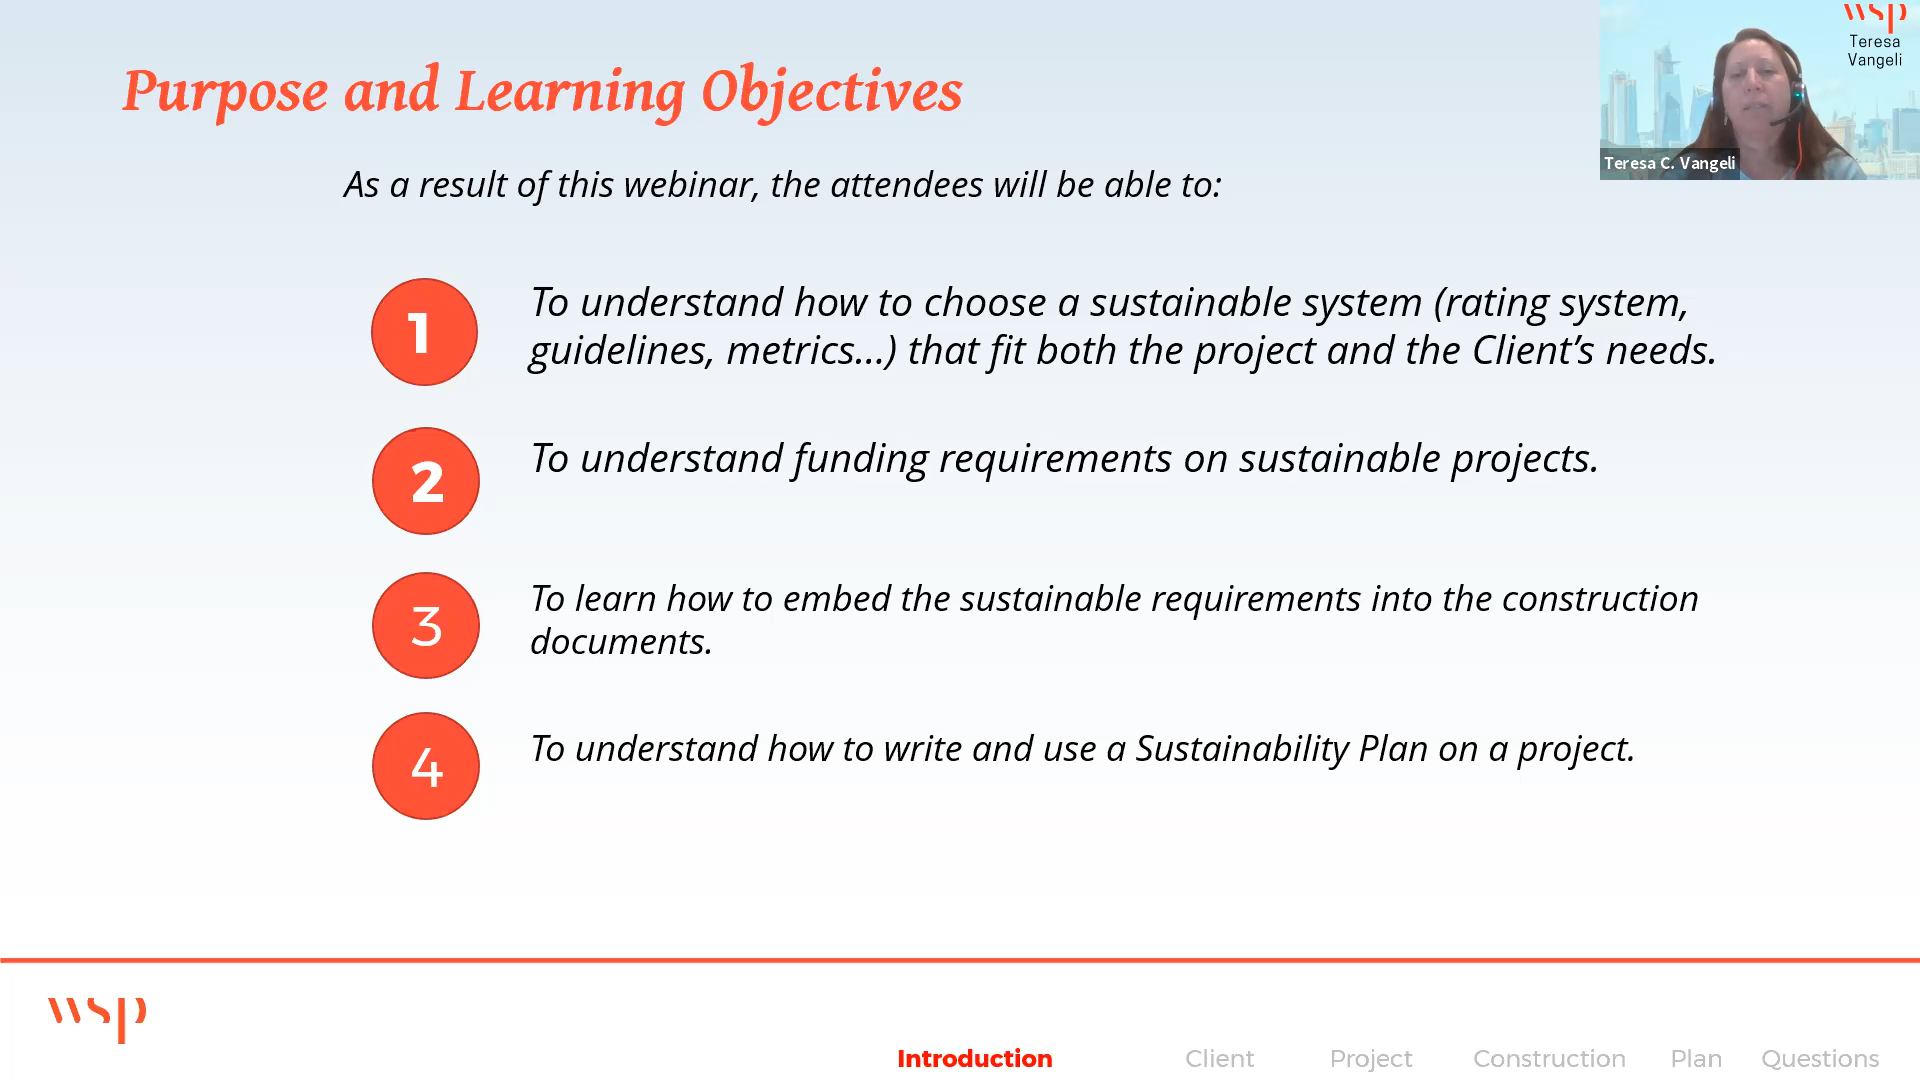 Purpose and Learning Objectives
wsp
Teresa
Vangeli
Teresa C. Vangeli
As a result of this webinar, the attendees will be able to:
1
To understand how to choose a sustainable system (rating system,
guidelines, metrics...) that fit both the project and the Client’s needs.
2
To understand funding requirements on sustainable projects.
3
To learn how to embed the sustainable requirements into the construction
documents.
4
To understand how to write and use a Sustainability Plan on a project.
wsp
Introduction Client Project Construction Plan Questions